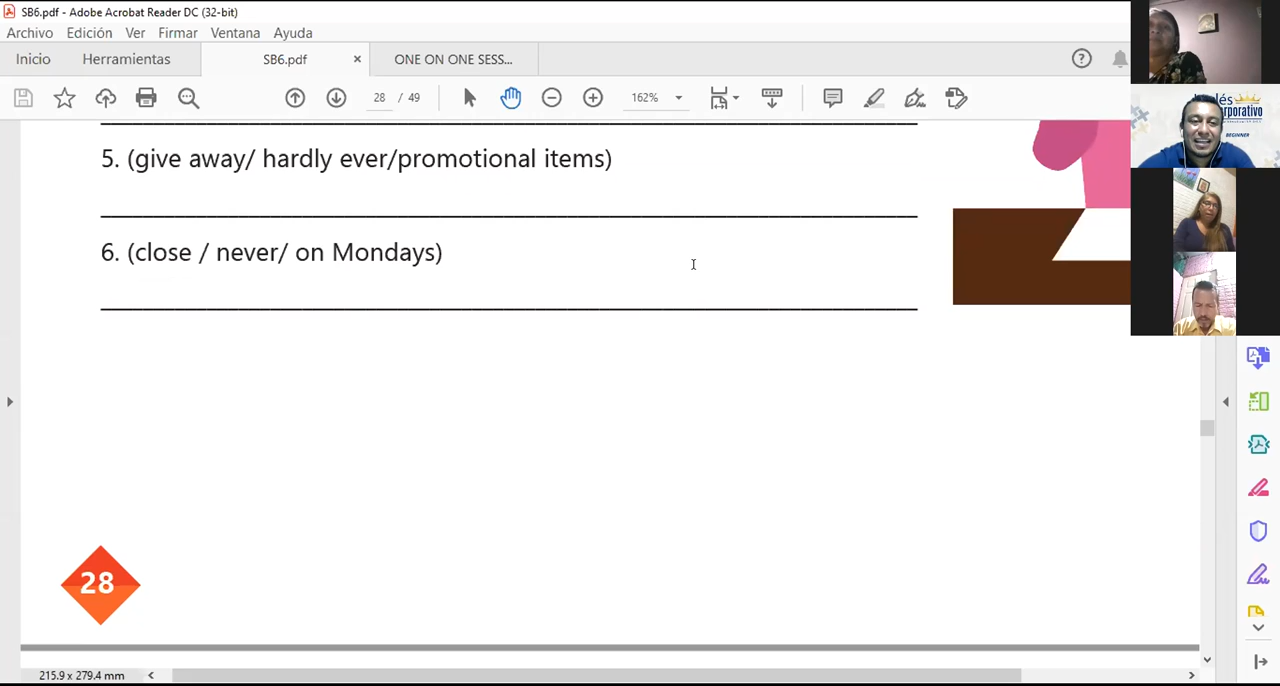 SB6.pdf - Adobe Acrobat Reader DC (32-bit)
Archivo Edición Ver Firmar Ventana Ayuda
Inicio Herramientas SB6.pdf × ONE ON ONE SESS...
28 / 49 162%
5. (give away/ hardly ever/promotional items)
6. (close / never/ on Mondays)
28
215.9 x 279.4 mm
BEGINNER